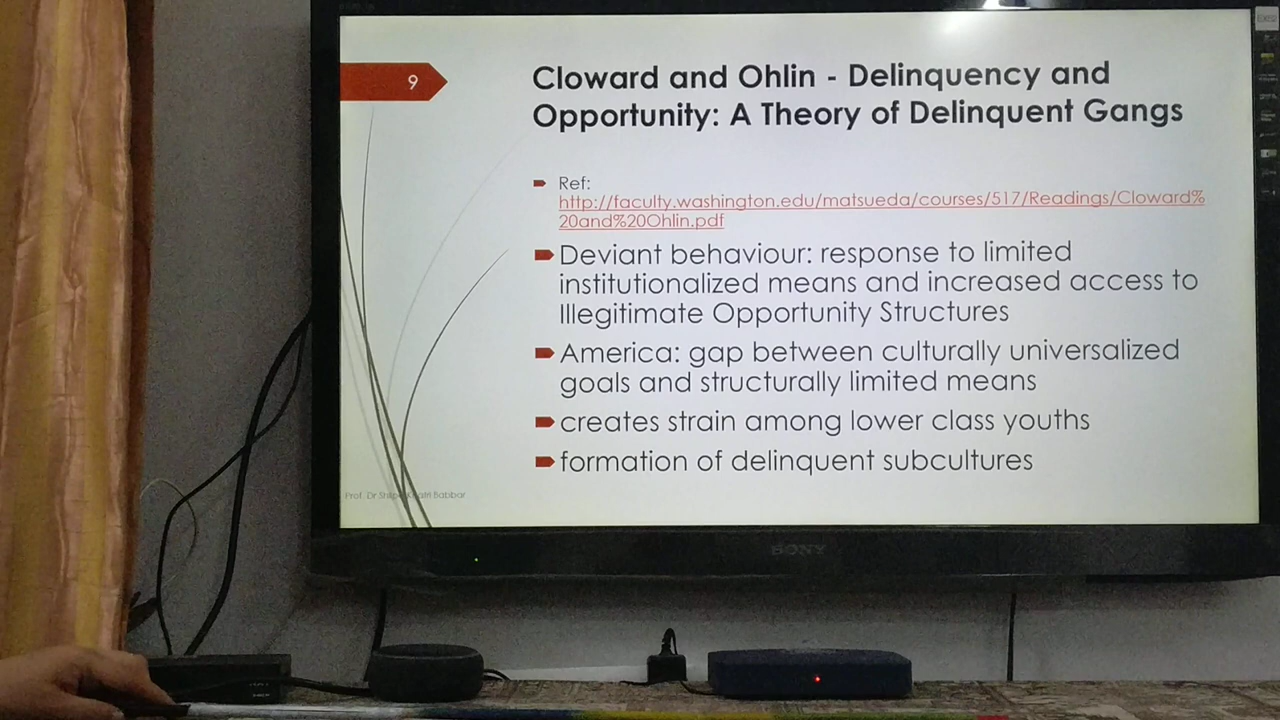 9
Cloward and Ohlin - Delinquency and
Opportunity: A Theory of Delinquent Gangs
Ref:
http://faculty.washington.edu/matsueda/courses/517/Readings/Cloward%
20and%20Ohlin.pdf
Deviant behaviour: response to limited
institutionalized means and increased access to
Illegitimate Opportunity Structures
America: gap between culturally universalized
goals and structurally limited means
creates strain among lower class youths
formation of delinquent subcultures
Prof. Dr Babbar
SONY